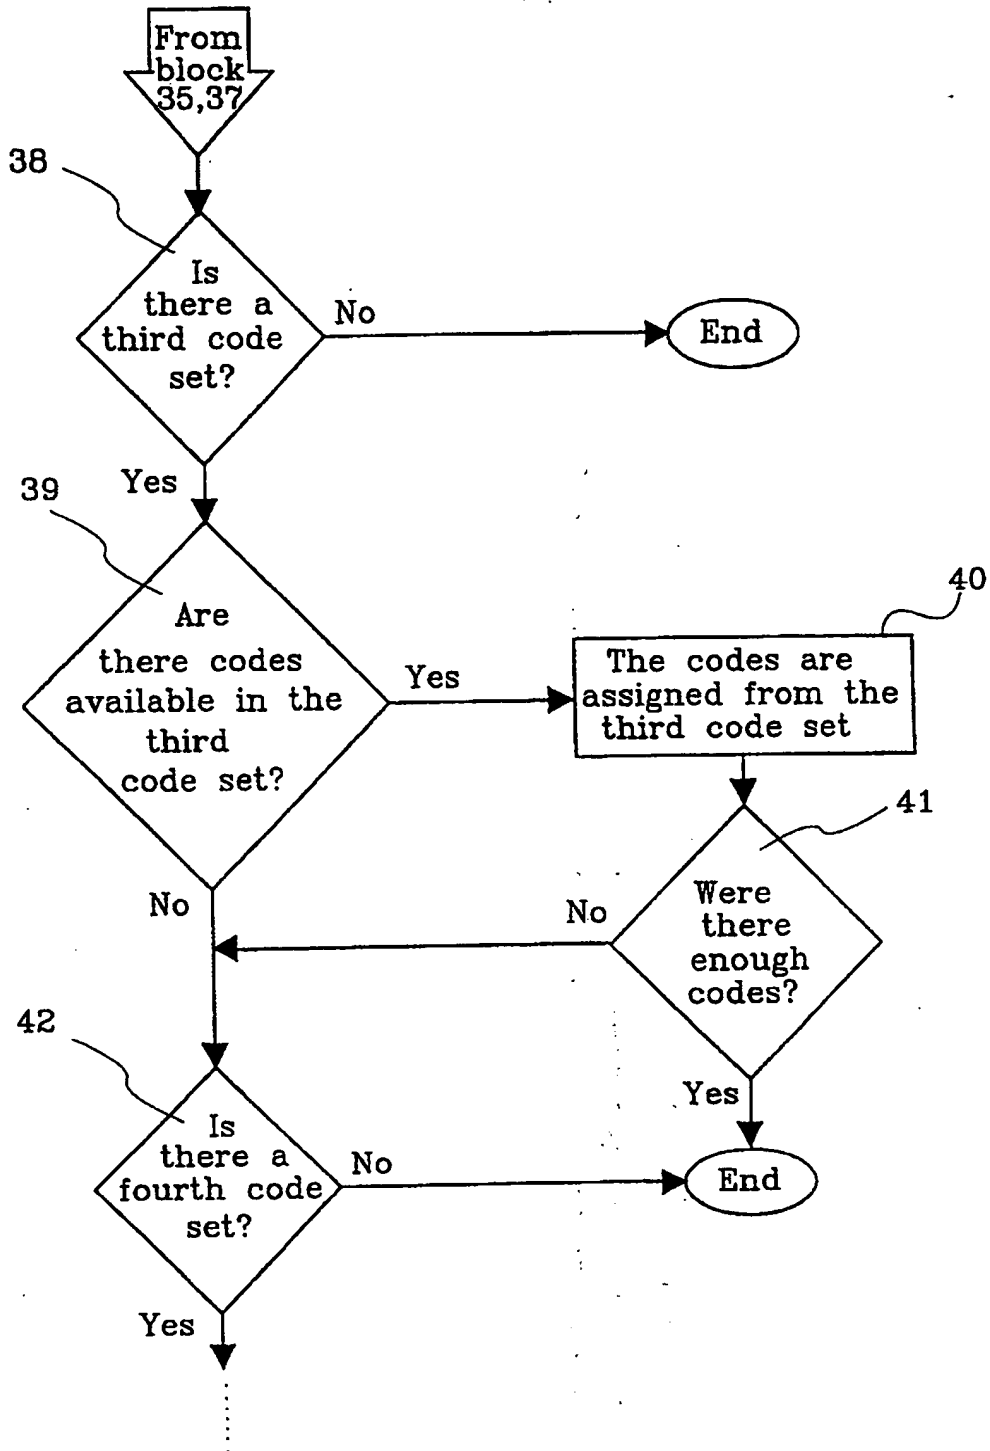 From
block
35,37
38
Is
there a
third code
set?
No
End
Yes
39
Are
there codes
available in the
third
code set?
Yes
40
The codes are
assigned from the
third code set
41
Were
there
enough
codes?
No
No
42
Is
there a
fourth code
set?
No
Yes
End
Yes